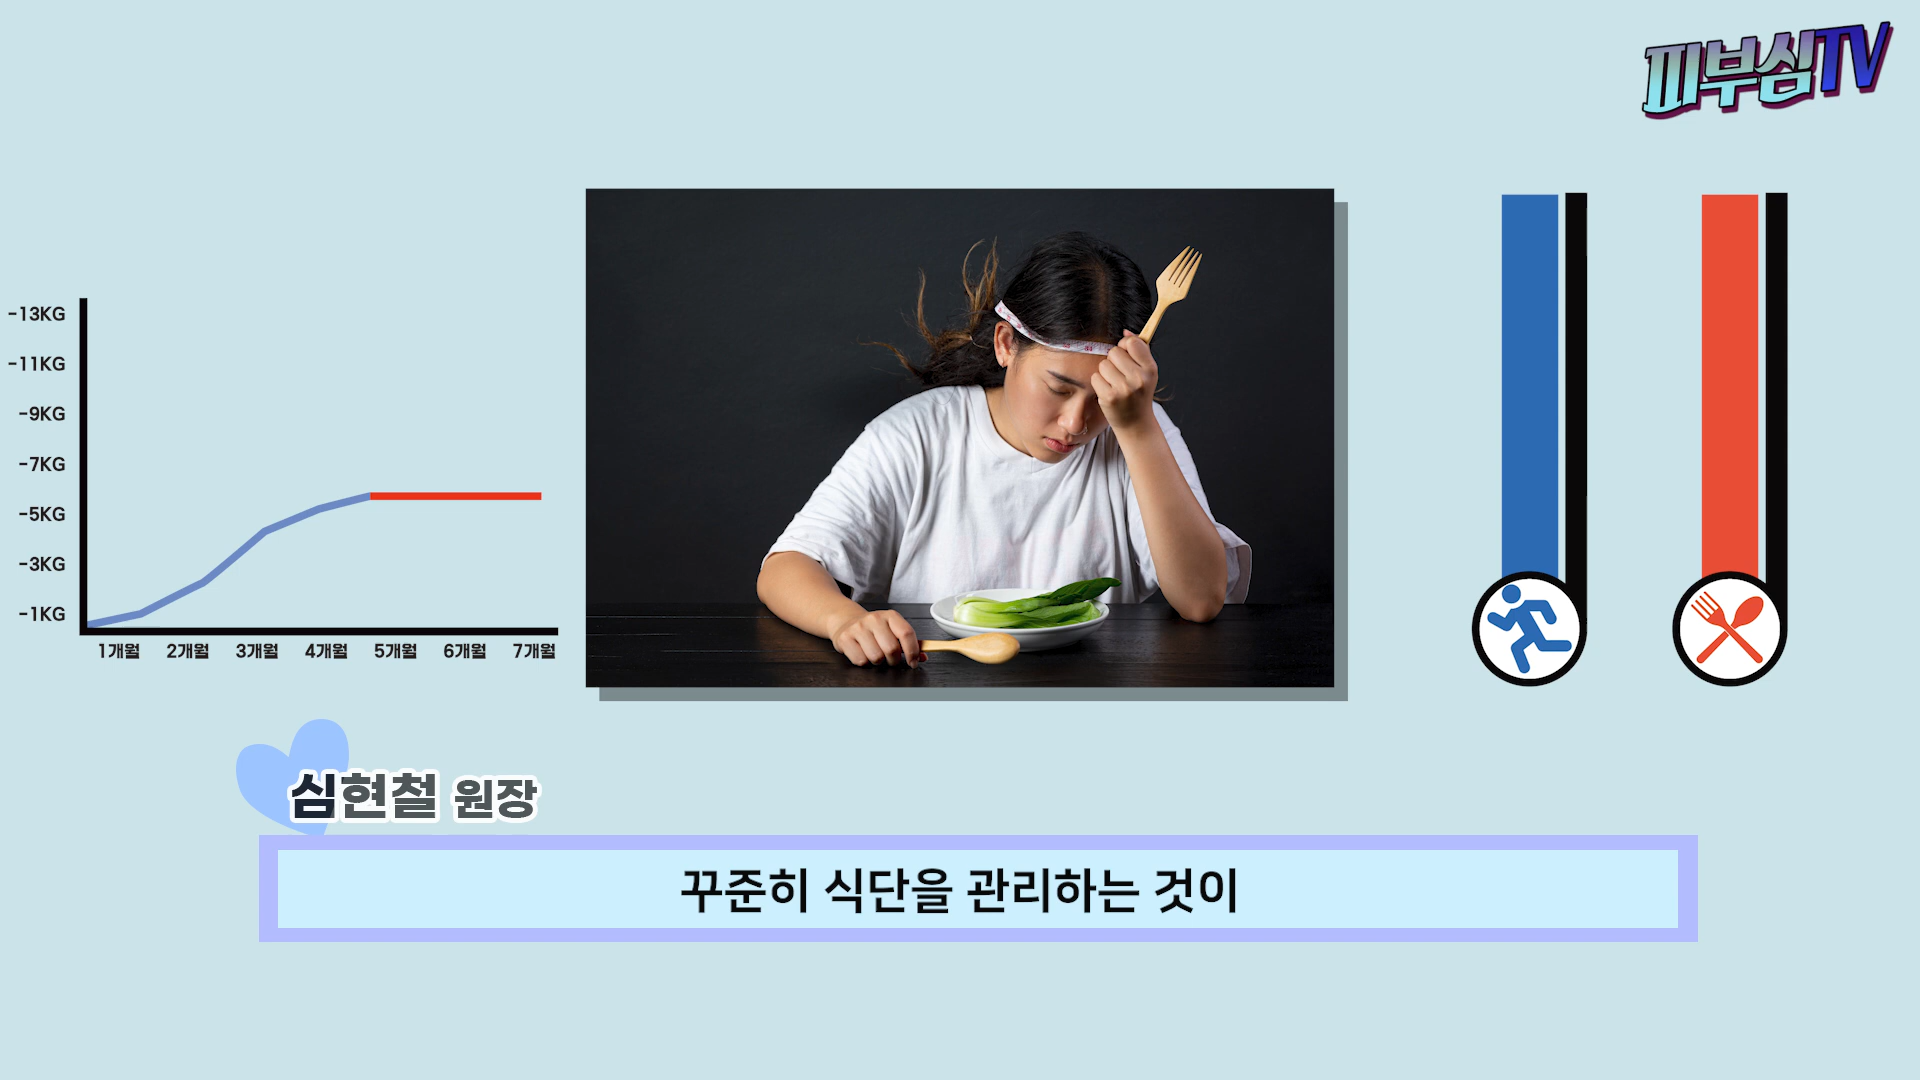 피부심TV
-13KG
-11KG
-9KG
-7KG
-5KG
-3KG
-1KG
1개월 2개월 3개월 4개월 5개월 6개월 7개월
심현철 원장
꾸준히 식단을 관리하는 것이